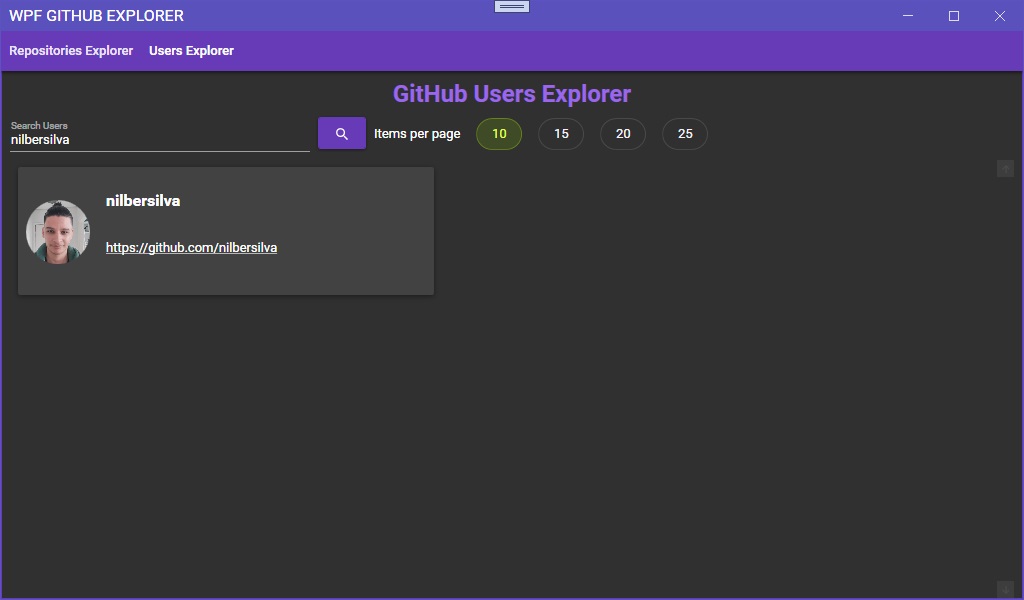 WPF GITHUB EXPLORER
Repositories Explorer Users Explorer
GitHub Users Explorer
Search Users
nilbersilva
Items per page 10 15 20 25
nilbersilva
https://github.com/nilbersilva